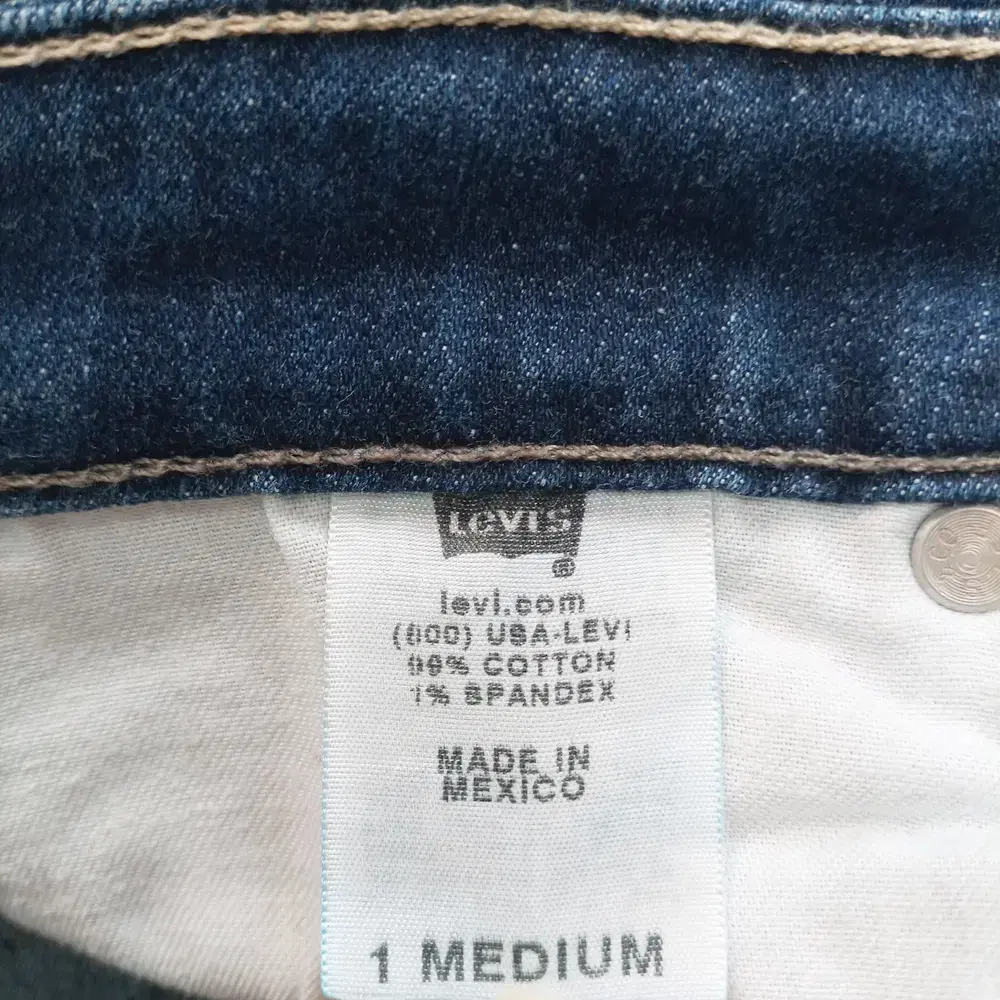 LEVI'S
®
levi.com
(800) USA-LEVI
99% COTTON
1% SPANDEX
MADE IN
MEXICO
1 MEDIUM